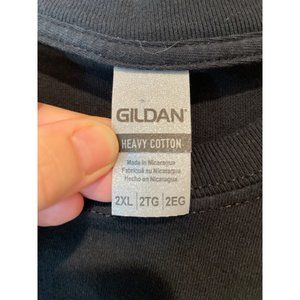 GILDAN
HEAVY COTTON
Made in Nicaragua
Fabriqué au Nicaragua
Hecho en Nicaragua
2XL | 2TG | 2EG